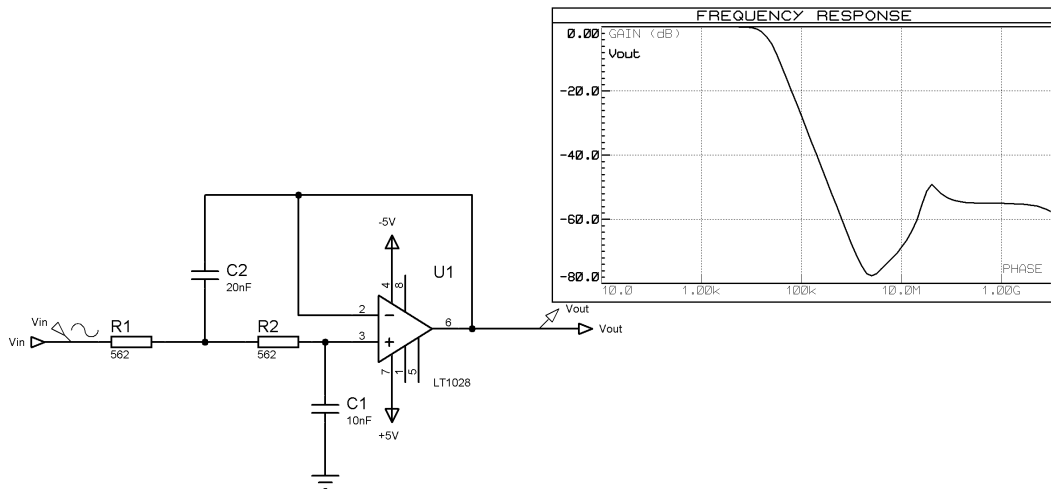 FREQUENCY RESPONSE
0.00
GAIN (dB)
Vout
-20.0
-40.0
-60.0
-80.0
PHASE
10.0
1.00k
100k
10.0M
1.00G
-5V
U1
4
8
C2
20nF
2
6
Vout
Vout
Vin
Vin
R1
562
R2
562
3
7
1
5
LT1028
C1
10nF
+5V